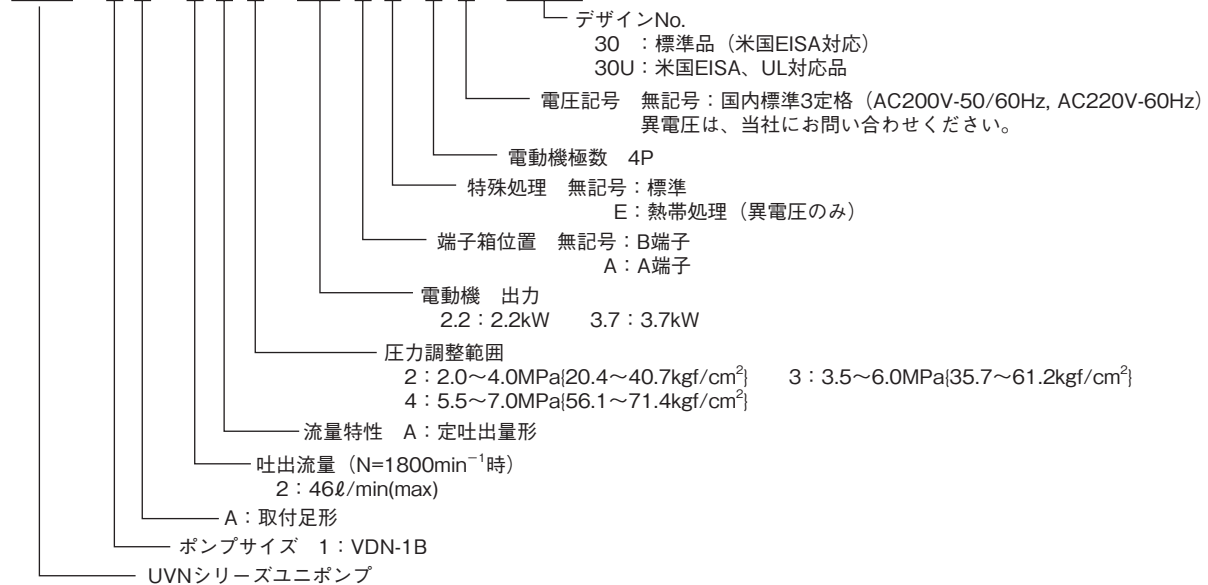 デザインNo.
30 ：標準品（米国EISA対応）
30U：米国EISA、UL対応品
電圧記号 無記号：国内標準3定格（AC200V-50/60Hz, AC220V-60Hz）
異電圧は、当社にお問い合わせください。
電動機極数 4P
特殊処理 無記号：標準
E：熱帯処理（異電圧のみ）
端子箱位置 無記号：B端子
A：A端子
電動機 出力
2.2：2.2kW 3.7：3.7kW
圧力調整範囲
2：2.0～4.0MPa{20.4～40.7kgf/cm²} 3：3.5～6.0MPa{35.7～61.2kgf/cm²}
4：5.5～7.0MPa{56.1～71.4kgf/cm²}
流量特性 A：定吐出量形
吐出流量（N=1800min⁻¹時）
2：46ℓ/min(max)
A：取付足形
ポンプサイズ 1：VDN-1B
UVNシリーズユニポンプ